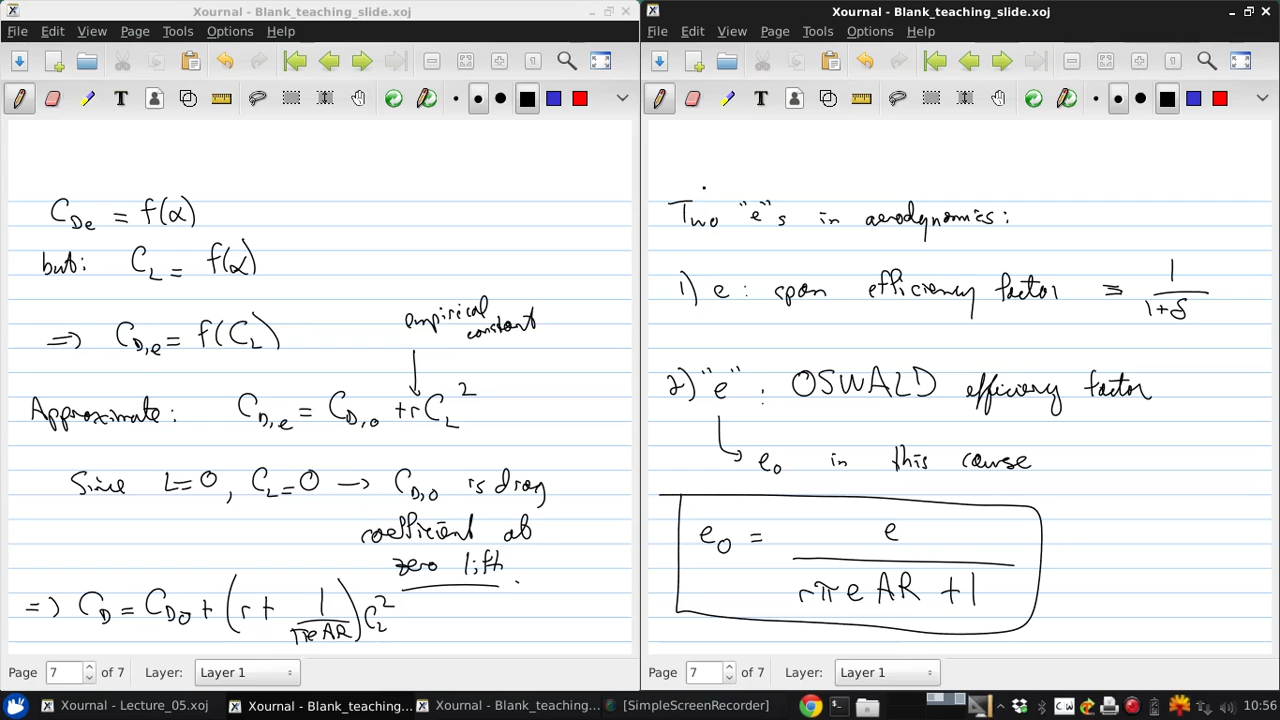 Xournal - Blank_teaching_slide.xoj
File Edit View Page Tools Options Help
C_De = f(α)
but: C_L = f(α)
=> C_D,e = f(C_L)
empirical
constant
Approximate: C_D,e = C_D,0 + r C_L^2
Since L=0, C_L=0 → C_D,0 is drag
coefficient at
zero lift
=> C_D = C_D0 + (r + 1/(πeAR)) C_L^2
Page 7 of 7 Layer: Layer 1
Xournal - Blank_teaching_slide.xoj
File Edit View Page Tools Options Help
Two "e"s in aerodynamics:
1) e: span efficiency factor = 1/(1+δ)
2) "e": OSWALD efficiency factor
e_0 in this course
e_0 = e/(rπeAR + 1)
Page 7 of 7 Layer: Layer 1
Xournal - Lecture_05.xoj Xournal - Blank_teaching... Xournal - Blank_teaching... [SimpleScreenRecorder] 10:56